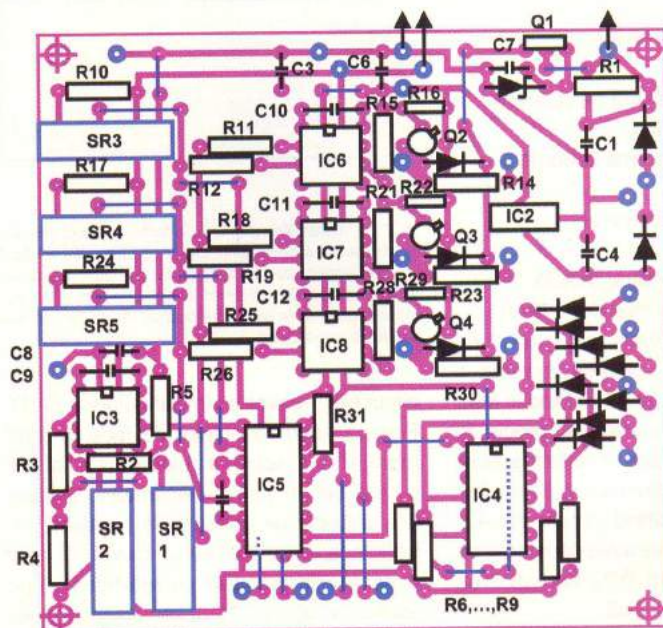 Q1
C7
R10
C3
C6
R15
R16
R1
C10
SR3
R11
Q2
C1
R12
IC6
R17
R21
R22
R14
C11
IC2
SR4
R18
IC7
Q3
C4
R24
R19
R28
R29
R23
C12
SR5
R25
IC8
Q4
C8
C9
R26
R5
R30
IC3
R31
R3
R2
IC5
IC4
SR
2
SR
1
R4
R6,...,R9